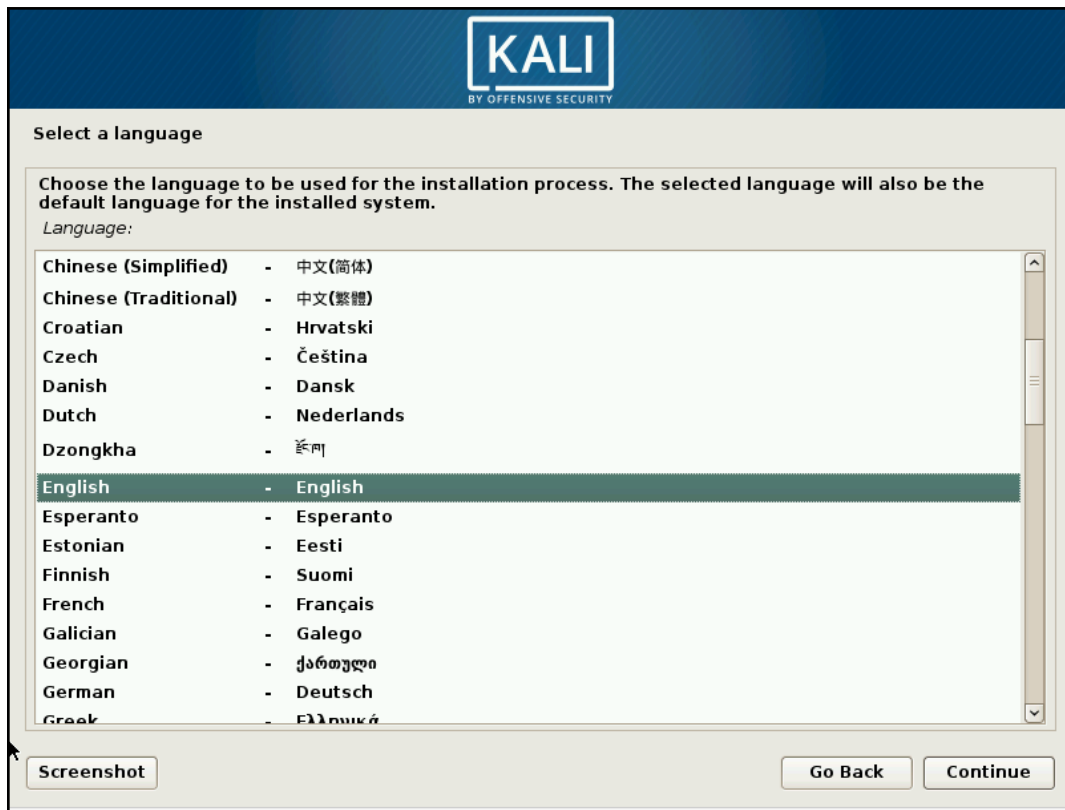 KALI
BY OFFENSIVE SECURITY
Select a language
Choose the language to be used for the installation process. The selected language will also be the
default language for the installed system.
Language:
Chinese (Simplified) - 中文(简体)
Chinese (Traditional) - 中文(繁體)
Croatian - Hrvatski
Czech - Čeština
Danish - Dansk
Dutch - Nederlands
Dzongkha - རྫོང་ཁ།
English - English
Esperanto - Esperanto
Estonian - Eesti
Finnish - Suomi
French - Français
Galician - Galego
Georgian - ქართული
German - Deutsch
Greek - Ελληνικά
Screenshot Go Back Continue